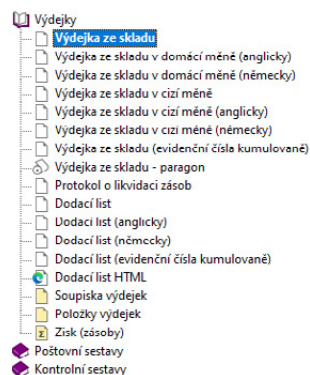 Výdejky
Výdejka ze skladu
Výdejka ze skladu v domácí měně (anglicky)
Výdejka ze skladu v domácí měně (německy)
Výdejka ze skladu v cizí měně
Výdejka ze skladu v cizí měně (anglicky)
Výdejka ze skladu v cizí měně (německy)
Výdejka ze skladu (evidenční čísla kumulovaně)
Výdejka ze skladu - paragon
Protokol o likvidaci zásob
Dodací list
Dodací list (anglicky)
Dodací list (německy)
Dodací list (evidenční čísla kumulovaně)
Dodací list HTML
Soupiska výdejek
Položky výdejek
Σ Zisk (zásoby)
Poštovní sestavy
Kontrolní sestavy